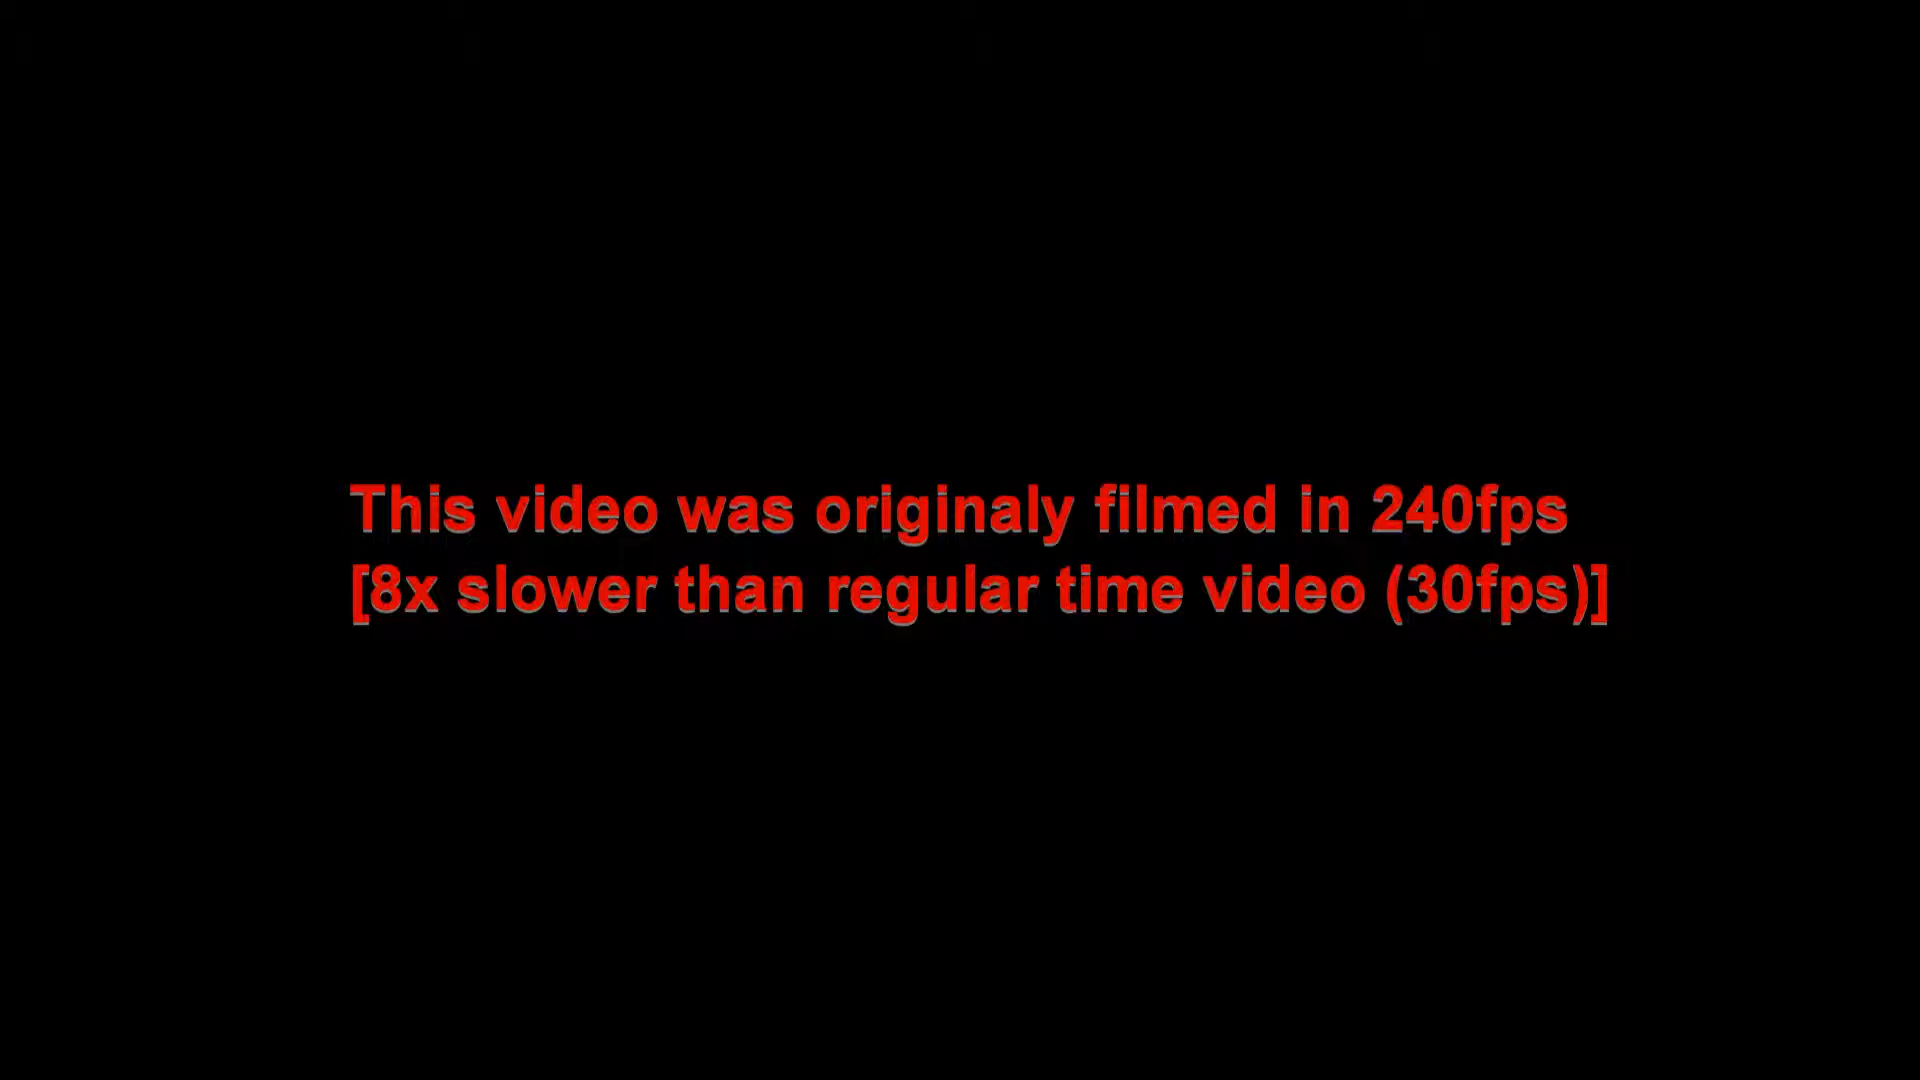 This video was originaly filmed in 240fps
[8x slower than regular time video (30fps)]